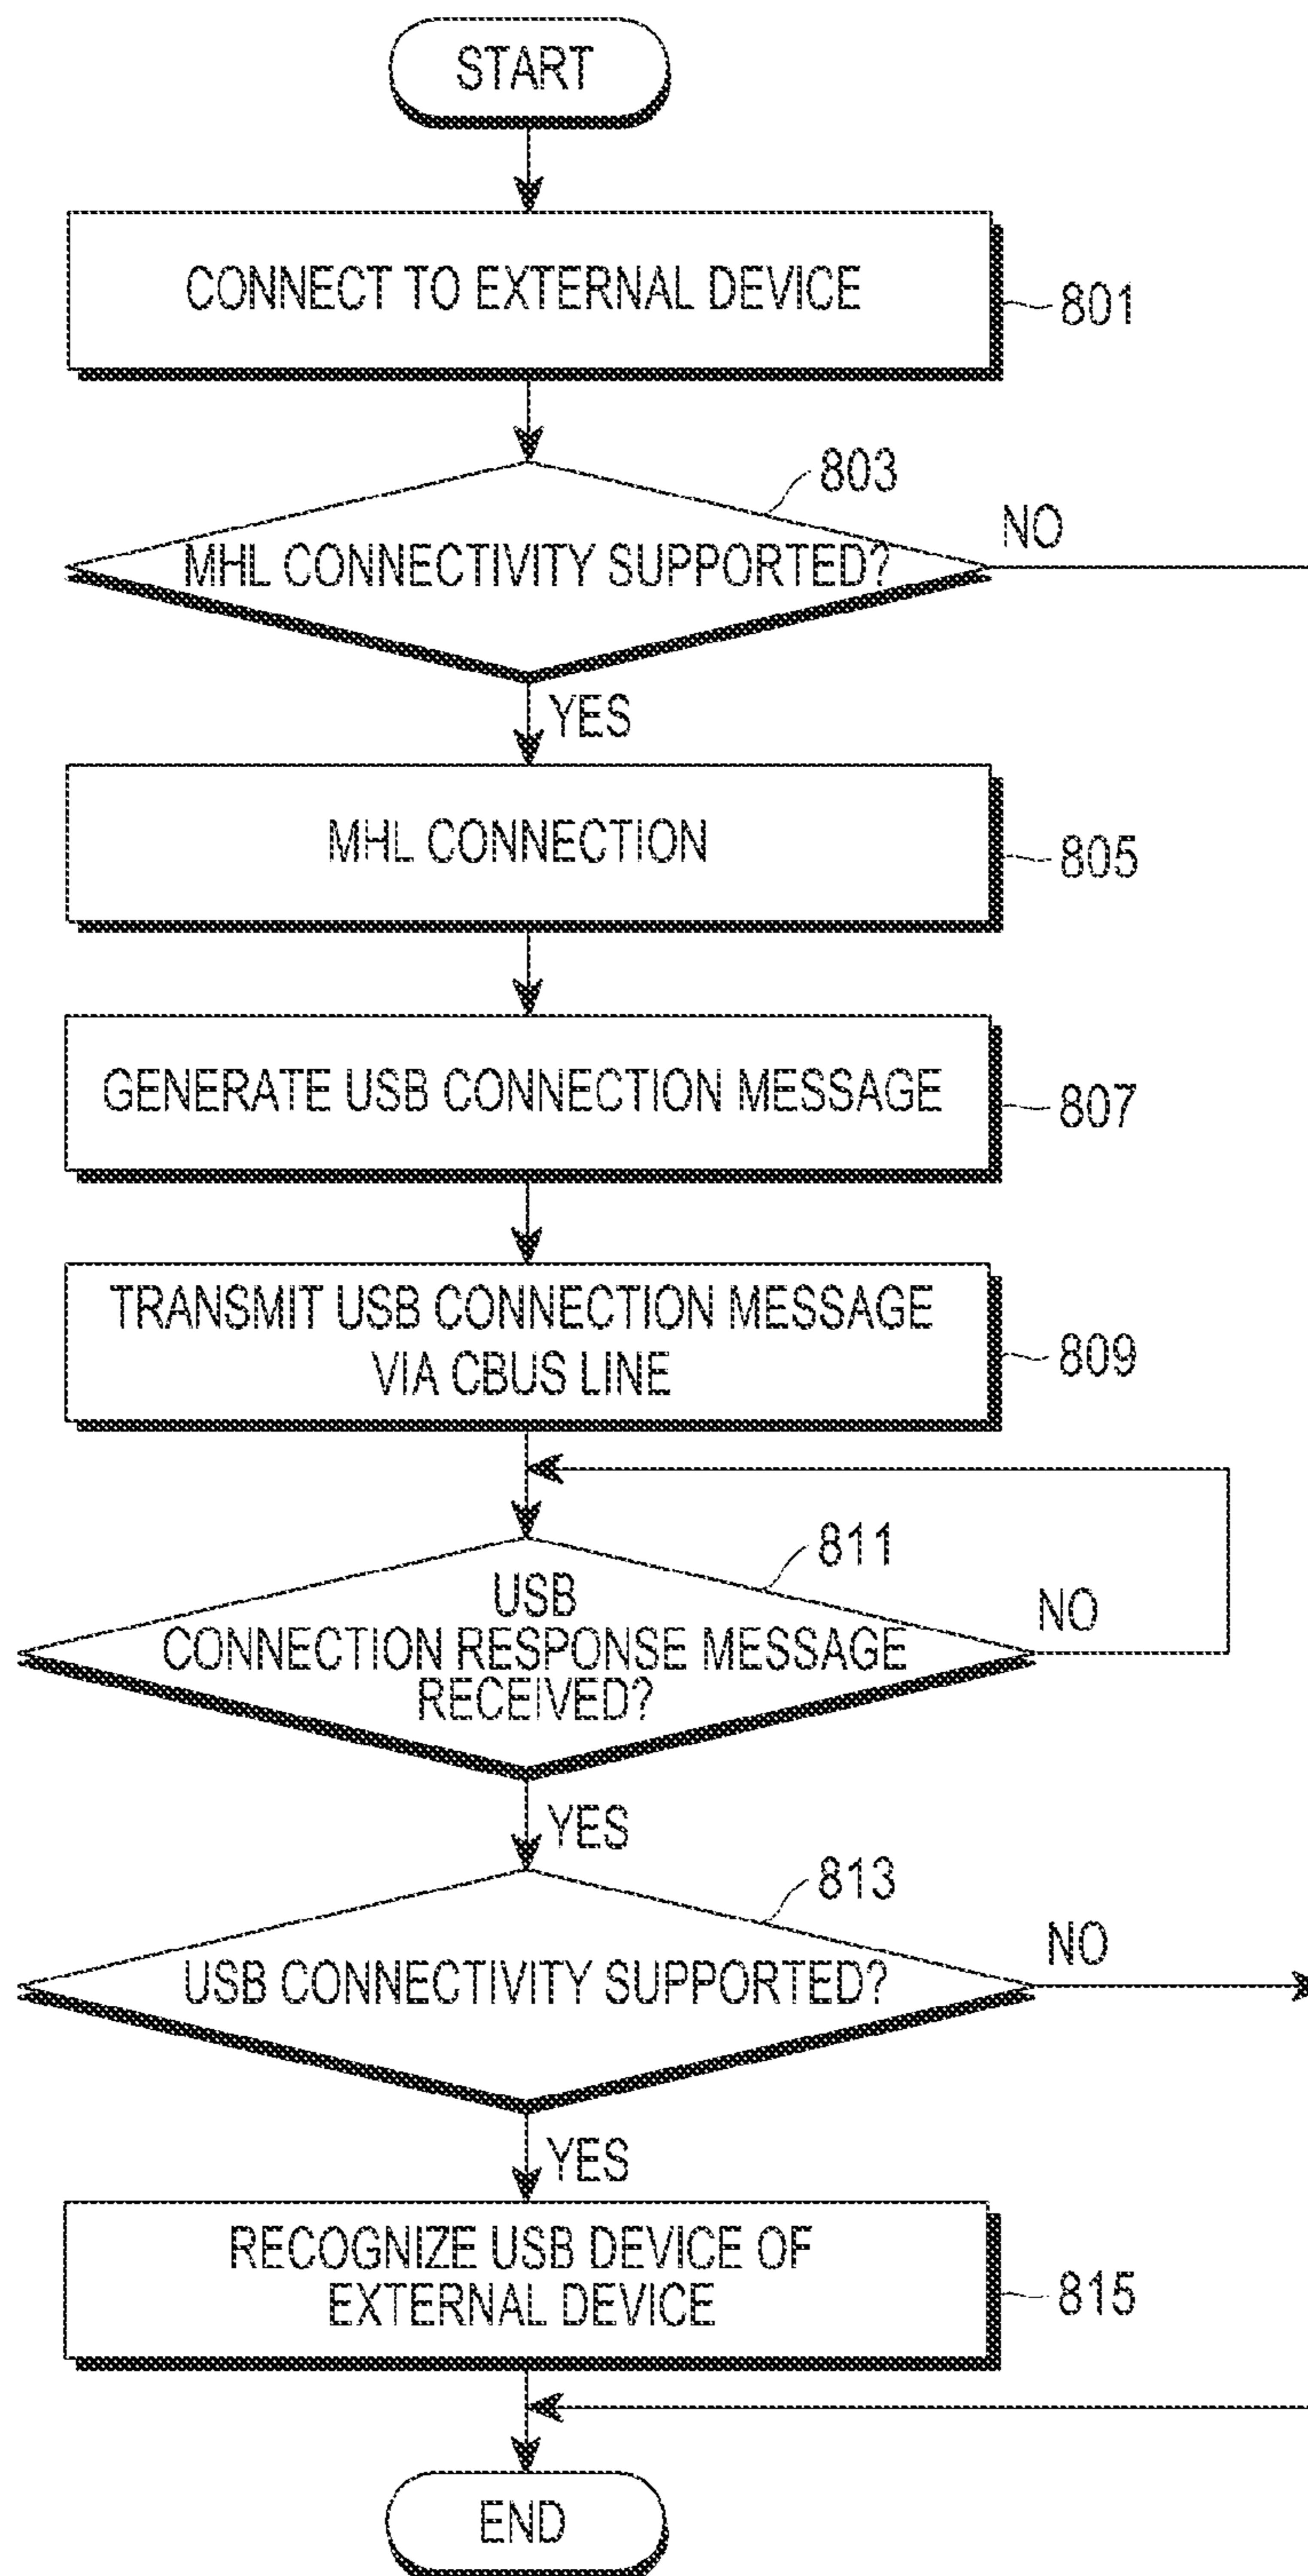 START
CONNECT TO EXTERNAL DEVICE
801
803
MHL CONNECTIVITY SUPPORTED?
NO
YES
MHL CONNECTION
805
GENERATE USB CONNECTION MESSAGE
807
TRANSMIT USB CONNECTION MESSAGE
VIA CBUS LINE
809
811
USB
CONNECTION RESPONSE MESSAGE
RECEIVED?
NO
YES
813
USB CONNECTIVITY SUPPORTED?
NO
YES
RECOGNIZE USB DEVICE OF
EXTERNAL DEVICE
815
END